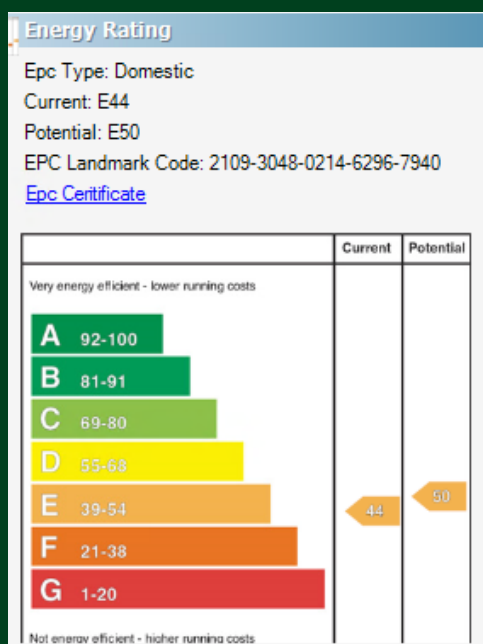 Energy Rating
Epc Type: Domestic
Current: E44
Potential: E50
EPC Landmark Code: 2109-3048-0214-6296-7940
Epc Ceritificate
Current Potential
Very energy efficient - lower running costs
A 92-100
B 81-91
C 69-80
D 55-68
E 39-54 44 50
F 21-38
G 1-20
Not energy efficient - higher running costs